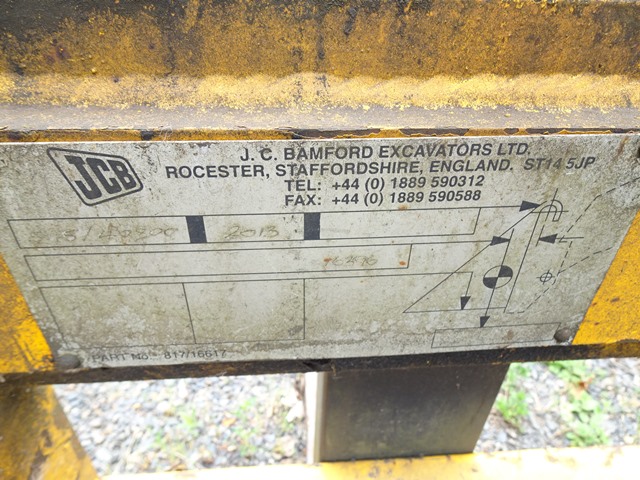 JCB
J. C. BAMFORD EXCAVATORS LTD.
ROCESTER, STAFFORDSHIRE, ENGLAND. ST14 5JP
TEL: +44 (0) 1889 590312
FAX: +44 (0) 1889 590588
2013
PART No. 817/16617